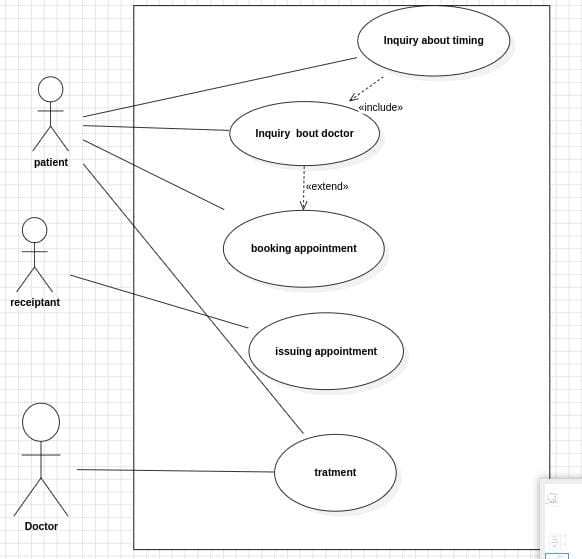 Inquiry about timing
«include»
Inquiry bout doctor
patient
«extend»
booking appointment
receiptant
issuing appointment
tratment
Doctor